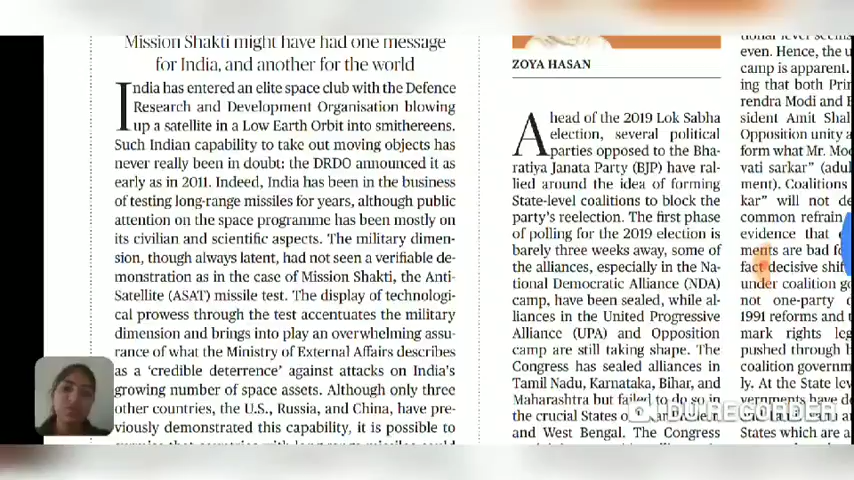 Mission Shakti might have had one message
for India, and another for the world
India has entered an elite space club with the Defence
Research and Development Organisation blowing
up a satellite in a Low Earth Orbit into smithereens.
Such Indian capability to take out moving objects has
never really been in doubt: the DRDO announced it as
early as in 2011. Indeed, India has been in the business
of testing long-range missiles for years, although public
attention on the space programme has been mostly on
its civilian and scientific aspects. The military dimen-
sion, though always latent, had not seen a verifiable de-
monstration as in the case of Mission Shakti, the Anti-
Satellite (ASAT) missile test. The display of technologi-
cal prowess through the test accentuates the military
dimension and brings into play an overwhelming assu-
rance of what the Ministry of External Affairs describes
as a ‘credible deterrence’ against attacks on India’s
growing number of space assets. Although only three
other countries, the U.S., Russia, and China, have pre-
viously demonstrated this capability, it is possible to
ZOYA HASAN
Ahead of the 2019 Lok Sabha
election, several political
parties opposed to the Bha-
ratiya Janata Party (BJP) have ral-
lied around the idea of forming
State-level coalitions to block the
party’s reelection. The first phase
of polling for the 2019 election is
barely three weeks away, some of
the alliances, especially in the Na-
tional Democratic Alliance (NDA)
camp, have been sealed, while al-
liances in the United Progressive
Alliance (UPA) and Opposition
camp are still taking shape. The
Congress has sealed alliances in
Tamil Nadu, Karnataka, Bihar, and
Maharashtra but failed to do so in
the crucial States
and West Bengal. The Congress
even. Hence, the u
camp is apparent.
ing that both Pri
rendra Modi and
sident Amit Shal
Opposition unity a
form what Mr. Mo
vati sarkar” (adul
ment). Coalitions
kar” will not de
common refrain
evidence that
ments are bad fo
fact decisive shif
under coalition go
not one-party
1991 reforms and
mark rights leg
pushed through
coalition governm
ly. At the State lev
vernments have de
States which are a
DU RECORDER